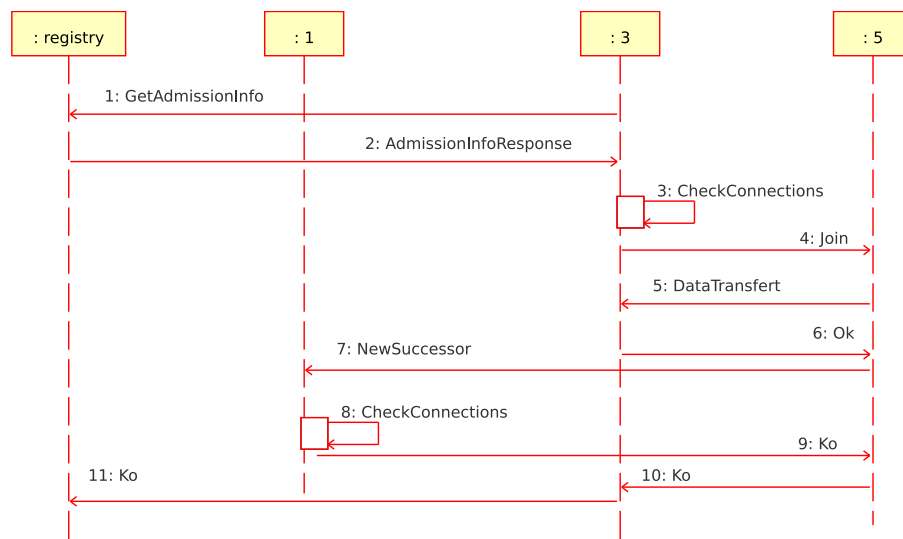 : registry
: 1
: 3
: 5
1: GetAdmissionInfo
2: AdmissionInfoResponse
3: CheckConnections
4: Join
5: DataTransfert
6: Ok
7: NewSuccessor
8: CheckConnections
9: Ko
10: Ko
11: Ko